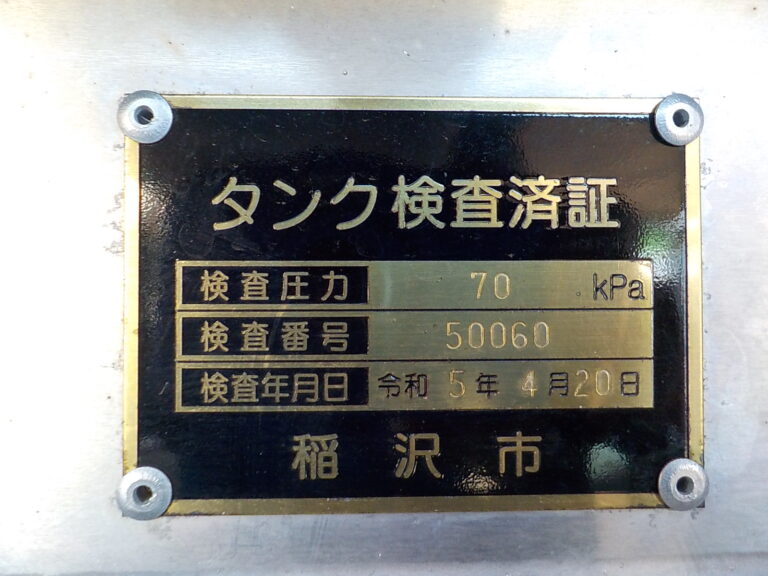 タンク検査済証
検査圧力 70 kPa
検査番号 50060
検査年月日 令和 5年 4月20日
稲沢市